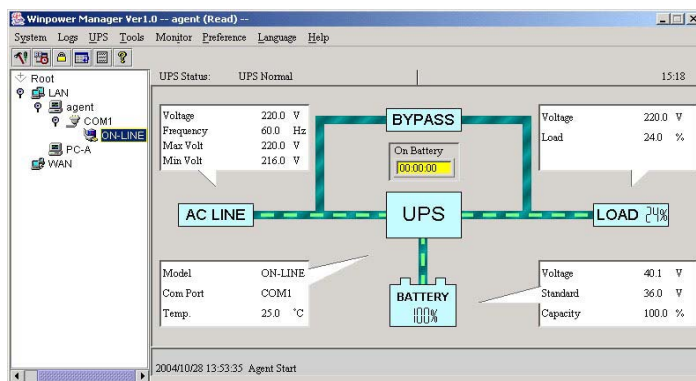 Winpower Manager Ver1.0 -- agent (Read) --
System Logs UPS Tools Monitor Preference Language Help
Root
LAN
agent
COM1
ON-LINE
PC-A
WAN
UPS Status: UPS Normal 15:18
Voltage 220.0 V
Frequency 60.0 Hz
Max Volt 220.0 V
Min Volt 216.0 V
BYPASS
On Battery
00:00:00
Voltage 220.0 V
Load 24.0 %
AC LINE
UPS
LOAD 24%
Model ON-LINE
Com Port COM1
Temp. 25.0 °C
BATTERY
100%
Voltage 40.1 V
Standard 36.0 V
Capacity 100.0 %
2004/10/28 13:53:35 Agent Start